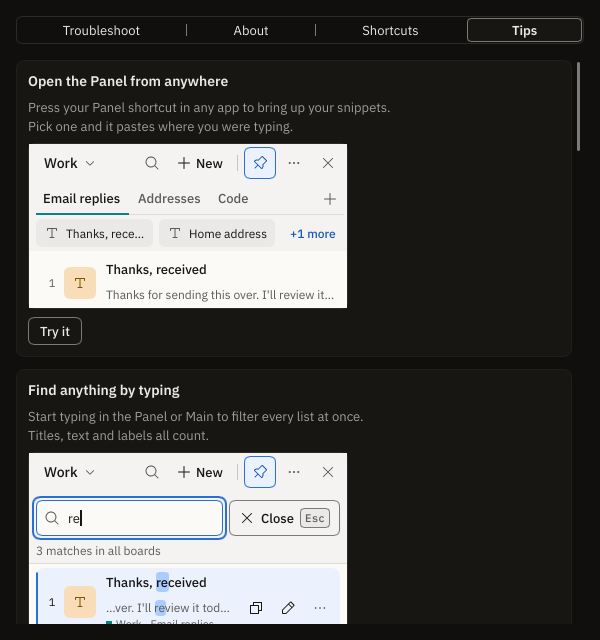 Troubleshoot | About | Shortcuts Tips
Open the Panel from anywhere
Press your Panel shortcut in any app to bring up your snippets.
Pick one and it pastes where you were typing.
Work New
Email replies Addresses Code
T Thanks, rece... T Home address +1 more
Thanks, received
1 T
Thanks for sending this over. I'll review it...
Try it
Find anything by typing
Start typing in the Panel or Main to filter every list at once.
Titles, text and labels all count.
Work New
re Close Esc
3 matches in all boards
Thanks, received
1 T
...ver. I'll review it tod...
Work · Email replies